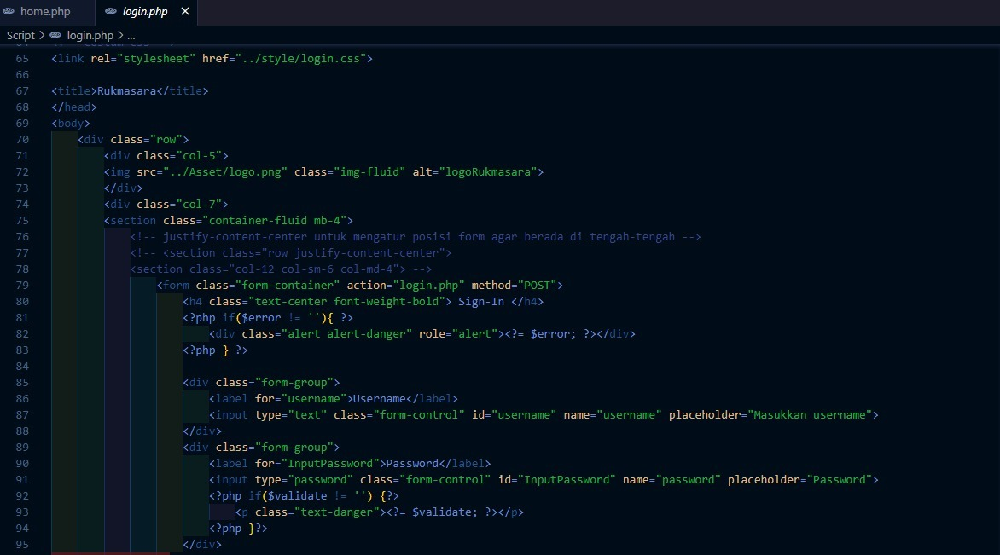 home.php login.php ×
Script > login.php > ...
65 <link rel="stylesheet" href="../style/login.css">
66
67 <title>Rukmasara</title>
68 </head>
69 <body>
70 <div class="row">
71 <div class="col-5">
72 <img src="../Asset/logo.png" class="img-fluid" alt="logoRukmasara">
73 </div>
74 <div class="col-7">
75 <section class="container-fluid mb-4">
76 <!-- justify-content-center untuk mengatur posisi form agar berada di tengah-tengah -->
77 <!-- <section class="row justify-content-center">
78 <section class="col-12 col-sm-6 col-md-4"> -->
79 <form class="form-container" action="login.php" method="POST">
80 <h4 class="text-center font-weight-bold"> Sign-In </h4>
81 <?php if($error != ''){ ?>
82 <div class="alert alert-danger" role="alert"><?= $error; ?></div>
83 <?php } ?>
84
85 <div class="form-group">
86 <label for="username">Username</label>
87 <input type="text" class="form-control" id="username" name="username" placeholder="Masukkan username">
88 </div>
89 <div class="form-group">
90 <label for="InputPassword">Password</label>
91 <input type="password" class="form-control" id="InputPassword" name="password" placeholder="Password">
92 <?php if($validate != '') {?>
93 <p class="text-danger"><?= $validate; ?></p>
94 <?php }?>
95 </div>